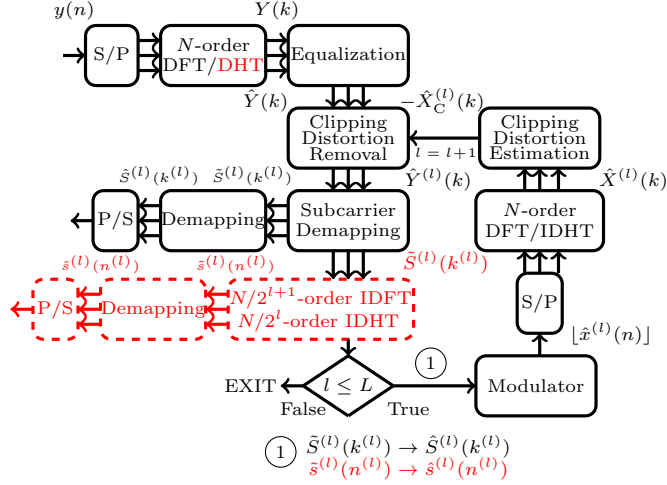 y(n)
Y(k)
S/P
N-order
DFT/DHT
Equalization
Ŷ(k)
−X̂_C^(l)(k)
Clipping
Distortion
Removal
l = l+1
Clipping
Distortion
Estimation
Ŝ^(l)(k^(l))
S̃^(l)(k^(l))
Ŷ^(l)(k)
X̂^(l)(k)
P/S
Demapping
Subcarrier
Demapping
N-order
DFT/IDHT
ŝ^(l)(n^(l))
s̃^(l)(n^(l))
S̃^(l)(k^(l))
P/S
Demapping
N/2^(l+1)-order IDFT
N/2^l-order IDHT
S/P
⌊x̂^(l)(n)⌋
EXIT
l ≤ L
1
Modulator
False
True
1 S̃^(l)(k^(l)) → Ŝ^(l)(k^(l))
s̃^(l)(n^(l)) → ŝ^(l)(n^(l))